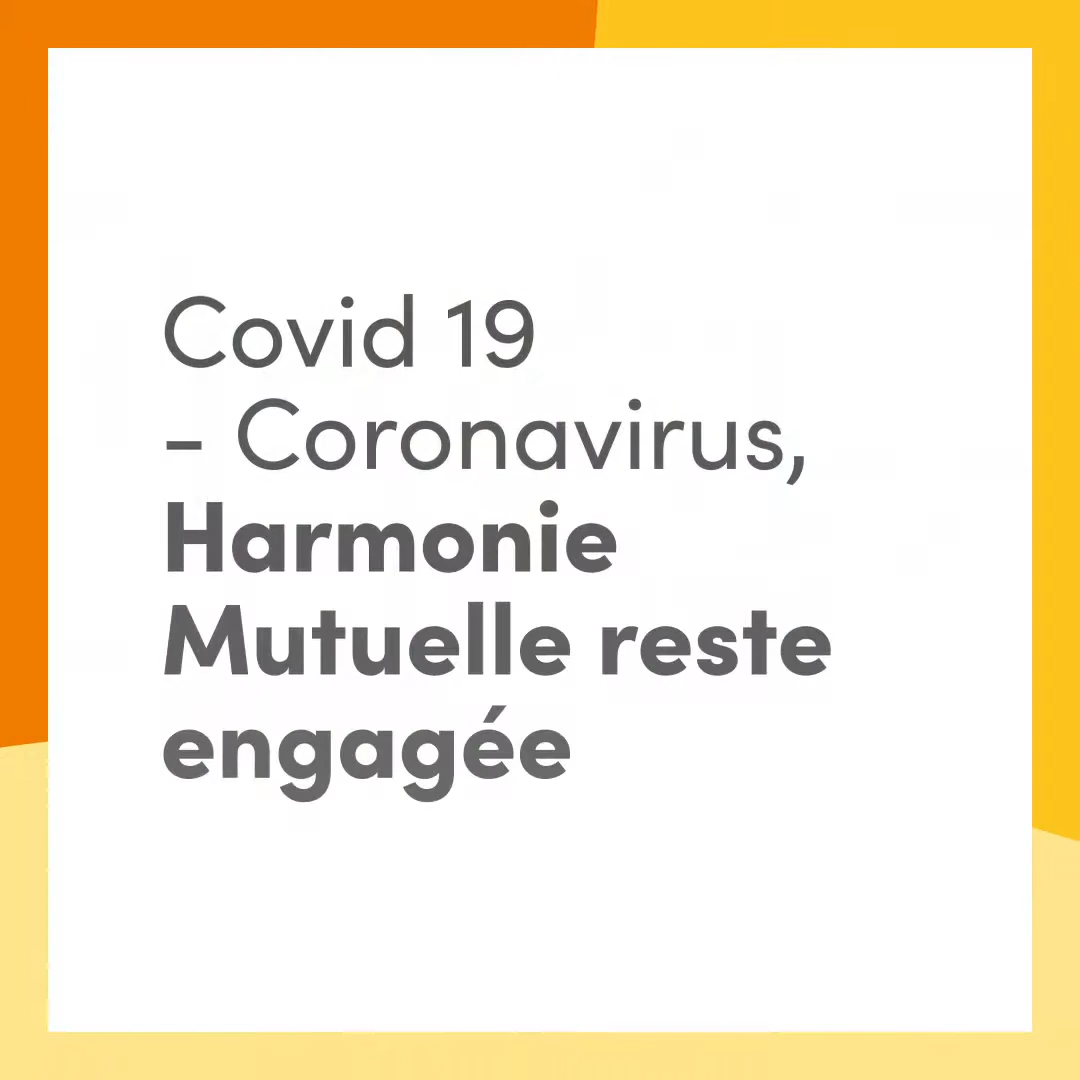 Covid 19
- Coronavirus,
Harmonie
Mutuelle reste
engagée